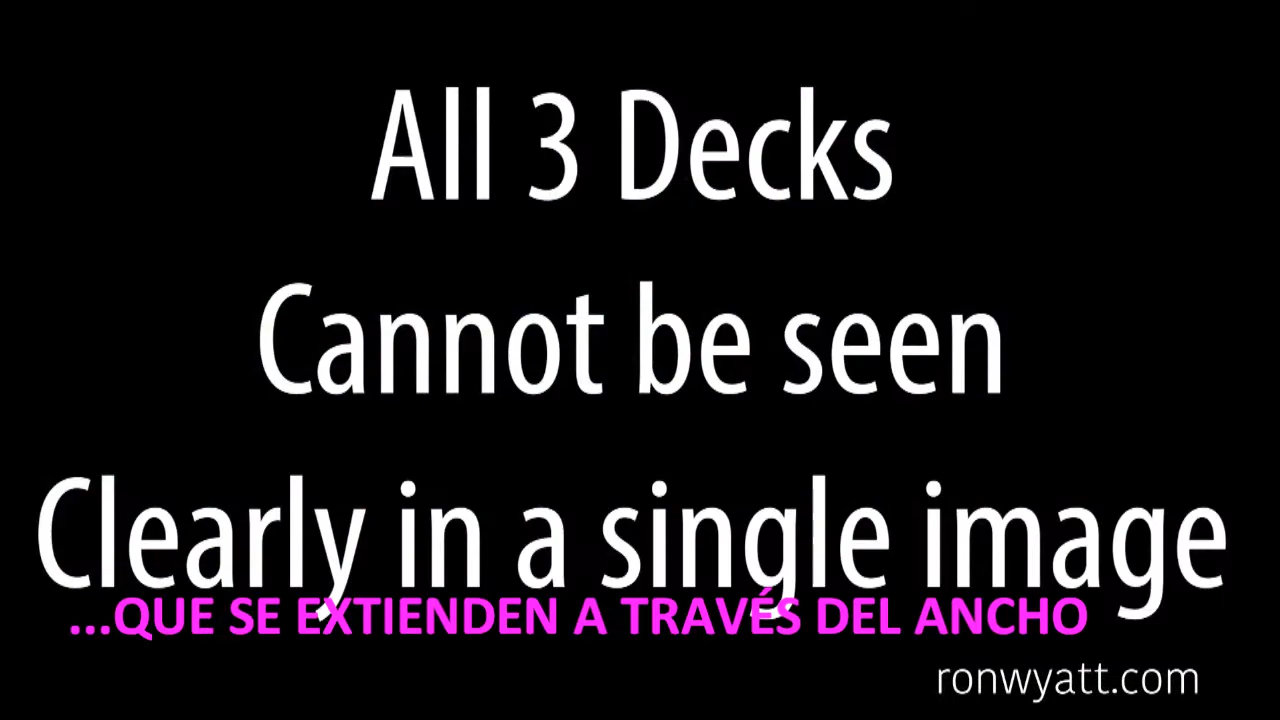 All 3 Decks
Cannot be seen
Clearly in a single image
...QUE SE EXTIENDEN A TRAVÉS DEL ANCHO
ronwyatt.com